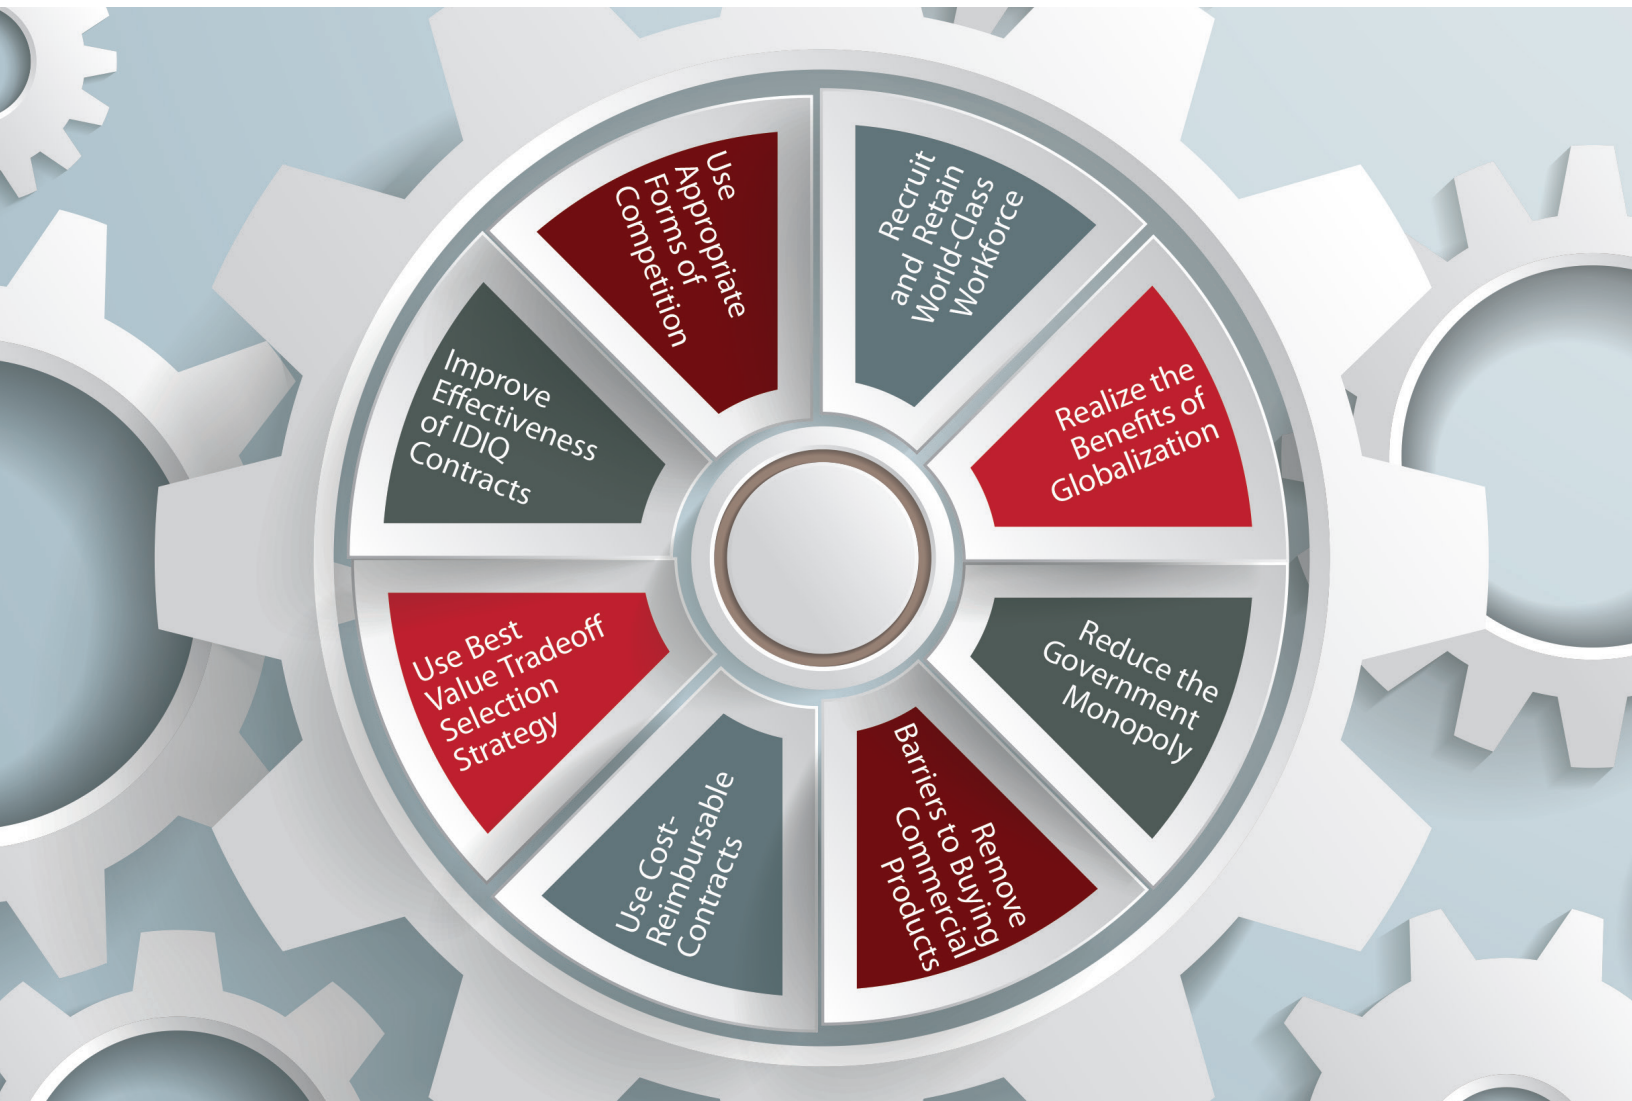 Use
Appropriate
Forms of
Competition
Recruit
and Retain
World-Class
Workforce
Realize the
Benefits of
Globalization
Reduce the
Government
Monopoly
Remove
Barriers to Buying
Commercial
Products
Use Cost-
Reimbursable
Contracts
Use Best
Value Tradeoff
Selection
Strategy
Improve
Effectiveness
of IDIQ
Contracts